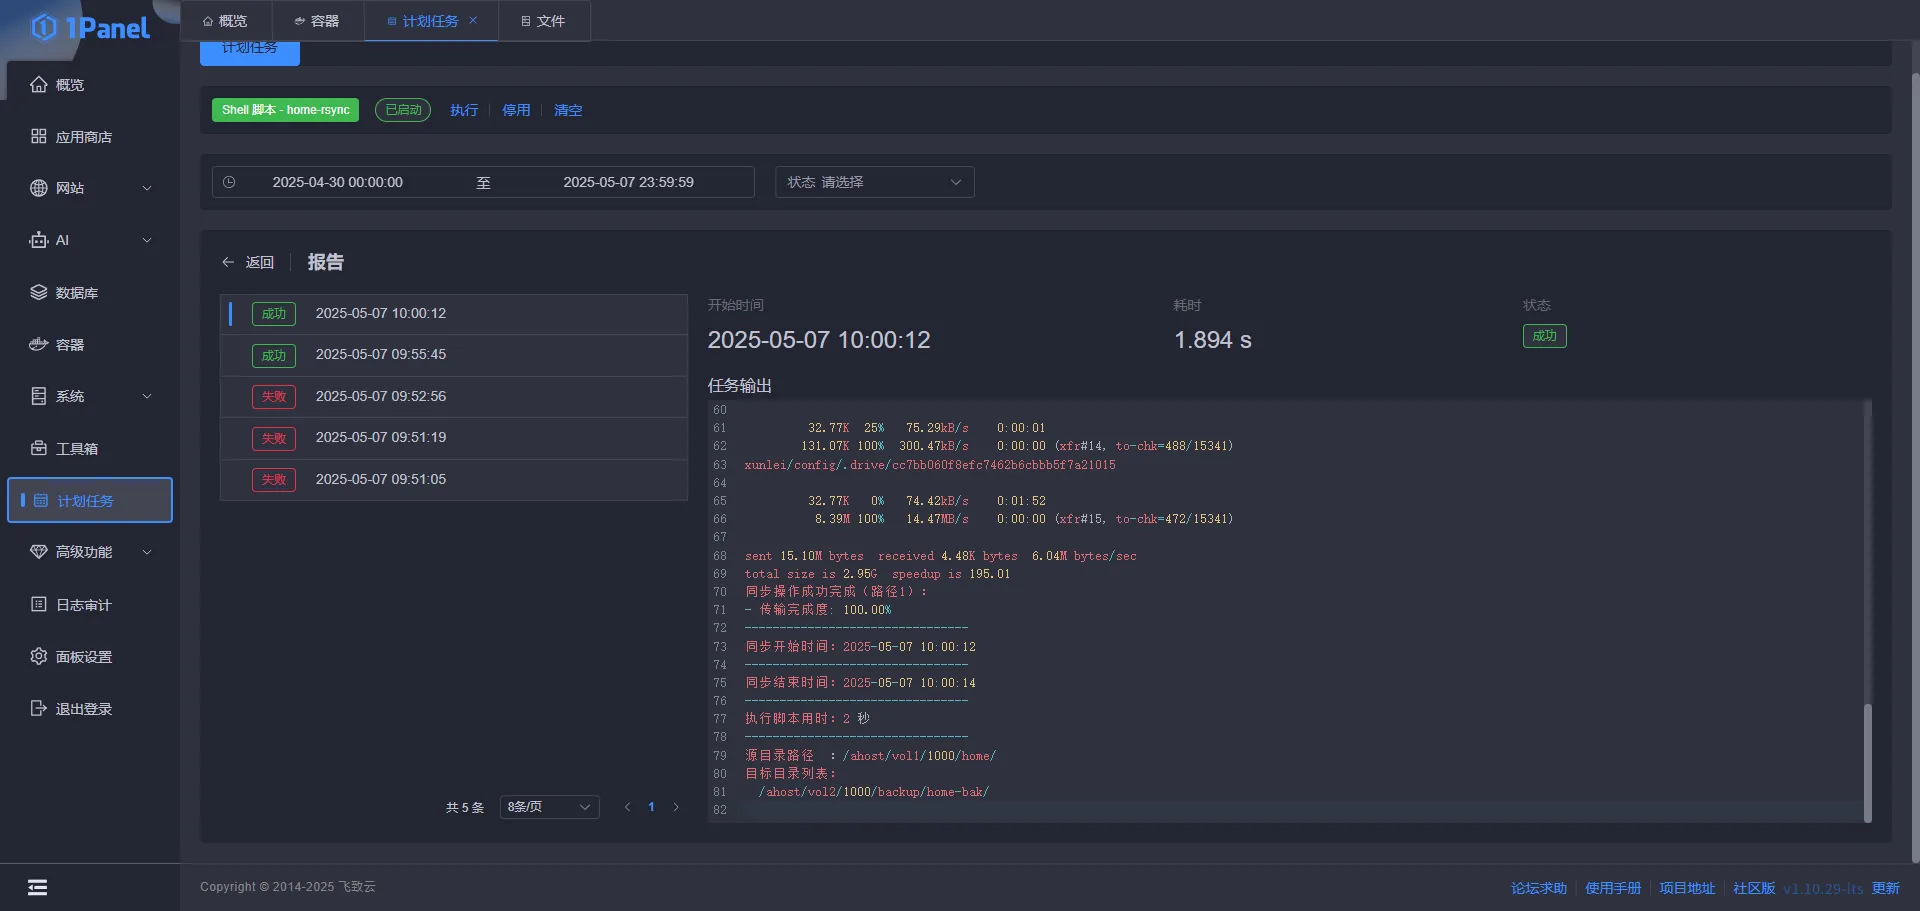 1Panel
概览
容器
计划任务
文件
计划任务
概览
应用商店
网站
AI
数据库
容器
系统
工具箱
计划任务
高级功能
日志审计
面板设置
退出登录
Shell 脚本 - home-rsync
已启动
执行
停用
清空
2025-04-30 00:00:00 至 2025-05-07 23:59:59
状态 请选择
返回
报告
成功 2025-05-07 10:00:12
成功 2025-05-07 09:55:45
失败 2025-05-07 09:52:56
失败 2025-05-07 09:51:19
失败 2025-05-07 09:51:05
共 5 条
8条/页
1
开始时间
2025-05-07 10:00:12
耗时
1.894 s
状态
成功
任务输出
60
61 32.77K 25% 75.29kB/s 0:00:01
62 131.07K 100% 300.47kB/s 0:00:00 (xfr#14, to-chk=488/15341)
63 xunlei/config/.drive/cc7bb060f8efc7462b6cbbb5f7a21015
64
65 32.77K 0% 74.42kB/s 0:01:52
66 8.39M 100% 14.47MB/s 0:00:00 (xfr#15, to-chk=472/15341)
67
68 sent 15.10M bytes received 4.48K bytes 6.04M bytes/sec
69 total size is 2.95G speedup is 195.01
70 同步操作成功完成（路径1）：
71 - 传输完成度: 100.00%
72 --------------------------------
73 同步开始时间：2025-05-07 10:00:12
74 --------------------------------
75 同步结束时间：2025-05-07 10:00:14
76 --------------------------------
77 执行脚本用时：2 秒
78 --------------------------------
79 源目录路径 ：/ahost/vol1/1000/home/
80 目标目录列表：
81 /ahost/vol2/1000/backup/home-bak/
82
Copyright © 2014-2025 飞致云
论坛求助
使用手册
项目地址
社区版 v1.10.29-lts 更新